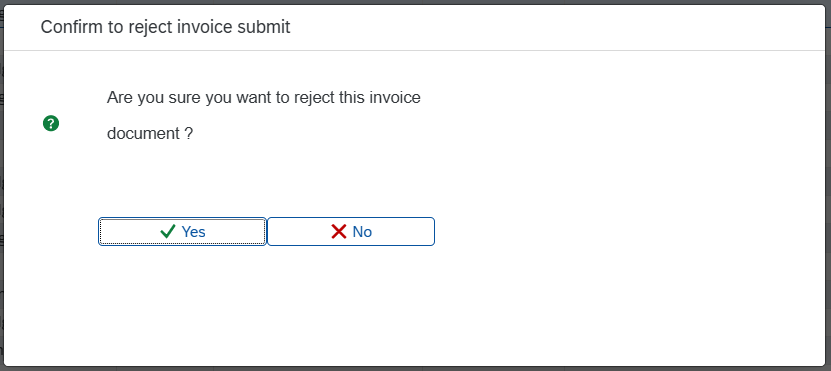 Confirm to reject invoice submit
Are you sure you want to reject this invoice
document ?
Yes
No